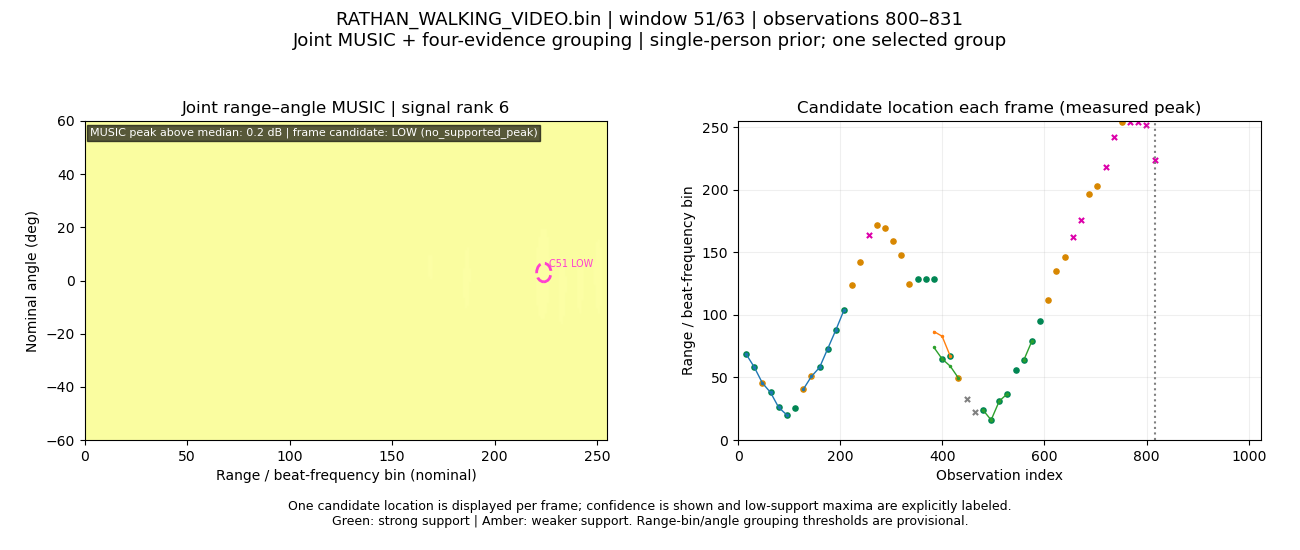 RATHAN_WALKING_VIDEO.bin | window 51/63 | observations 800–831
Joint MUSIC + four-evidence grouping | single-person prior; one selected group
Joint range–angle MUSIC | signal rank 6
MUSIC peak above median: 0.2 dB | frame candidate: LOW (no_supported_peak)
60
40
20
0
−20
−40
−60
Nominal angle (deg)
C51 LOW
0
50
100
150
200
250
Range / beat-frequency bin (nominal)
Candidate location each frame (measured peak)
250
200
150
100
50
0
Range / beat-frequency bin
0
200
400
600
800
1000
Observation index
One candidate location is displayed per frame; confidence is shown and low-support maxima are explicitly labeled.
Green: strong support | Amber: weaker support. Range-bin/angle grouping thresholds are provisional.